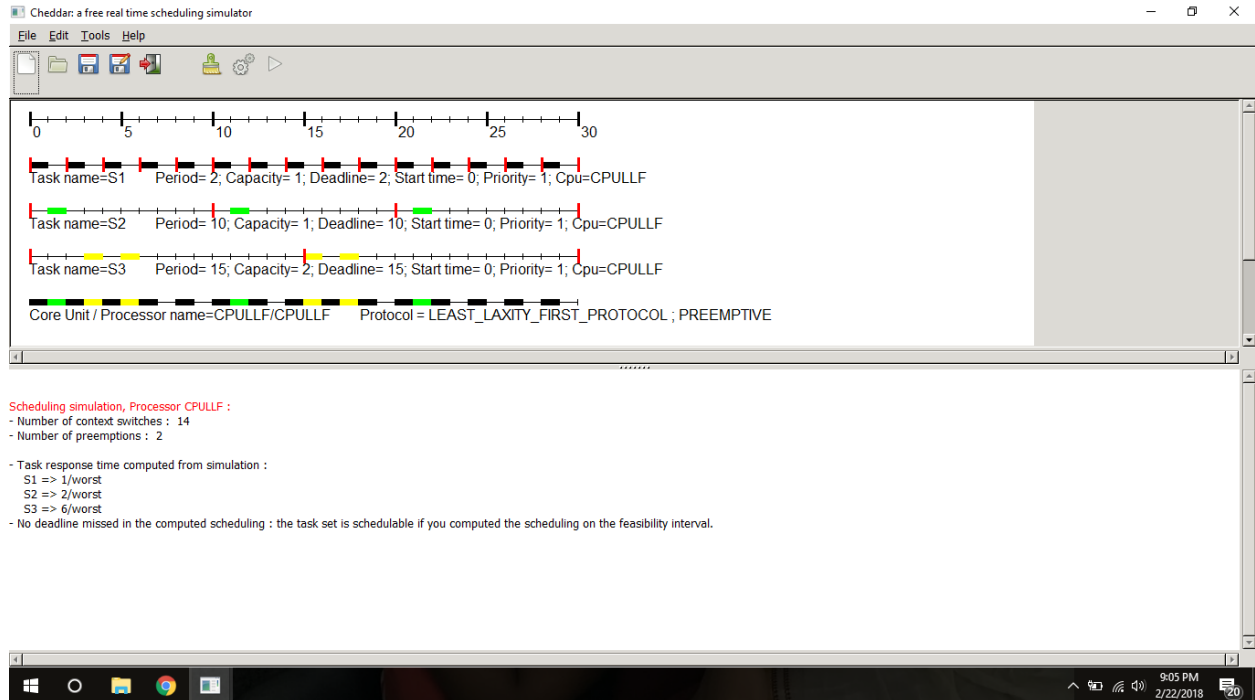 Cheddar: a free real time scheduling simulator
File Edit Tools Help
0 5 10 15 20 25 30
Task name=S1 Period= 2; Capacity= 1; Deadline= 2; Start time= 0; Priority= 1; Cpu=CPULLF
Task name=S2 Period= 10; Capacity= 1; Deadline= 10; Start time= 0; Priority= 1; Cpu=CPULLF
Task name=S3 Period= 15; Capacity= 2; Deadline= 15; Start time= 0; Priority= 1; Cpu=CPULLF
Core Unit / Processor name=CPULLF/CPULLF Protocol = LEAST_LAXITY_FIRST_PROTOCOL ; PREEMPTIVE
Scheduling simulation, Processor CPULLF :
- Number of context switches : 14
- Number of preemptions : 2
- Task response time computed from simulation :
S1 => 1/worst
S2 => 2/worst
S3 => 6/worst
- No deadline missed in the computed scheduling : the task set is schedulable if you computed the scheduling on the feasibility interval.
9:05 PM
2/22/2018
20